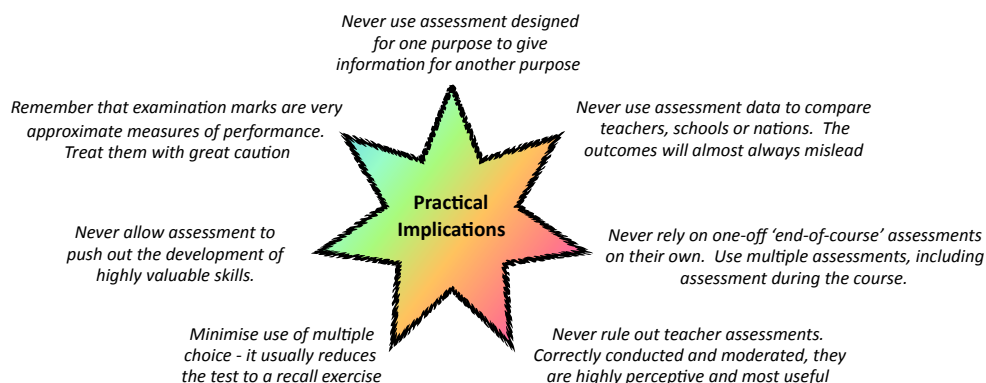 Never use assessment designed
for one purpose to give
information for another purpose
Remember that examination marks are very
approximate measures of performance.
Treat them with great caution
Never use assessment data to compare
teachers, schools or nations. The
outcomes will almost always mislead
Practical
Implications
Never allow assessment to
push out the development of
highly valuable skills.
Never rely on one-off ‘end-of-course’ assessments
on their own. Use multiple assessments, including
assessment during the course.
Minimise use of multiple
choice - it usually reduces
the test to a recall exercise
Never rule out teacher assessments.
Correctly conducted and moderated, they
are highly perceptive and most useful